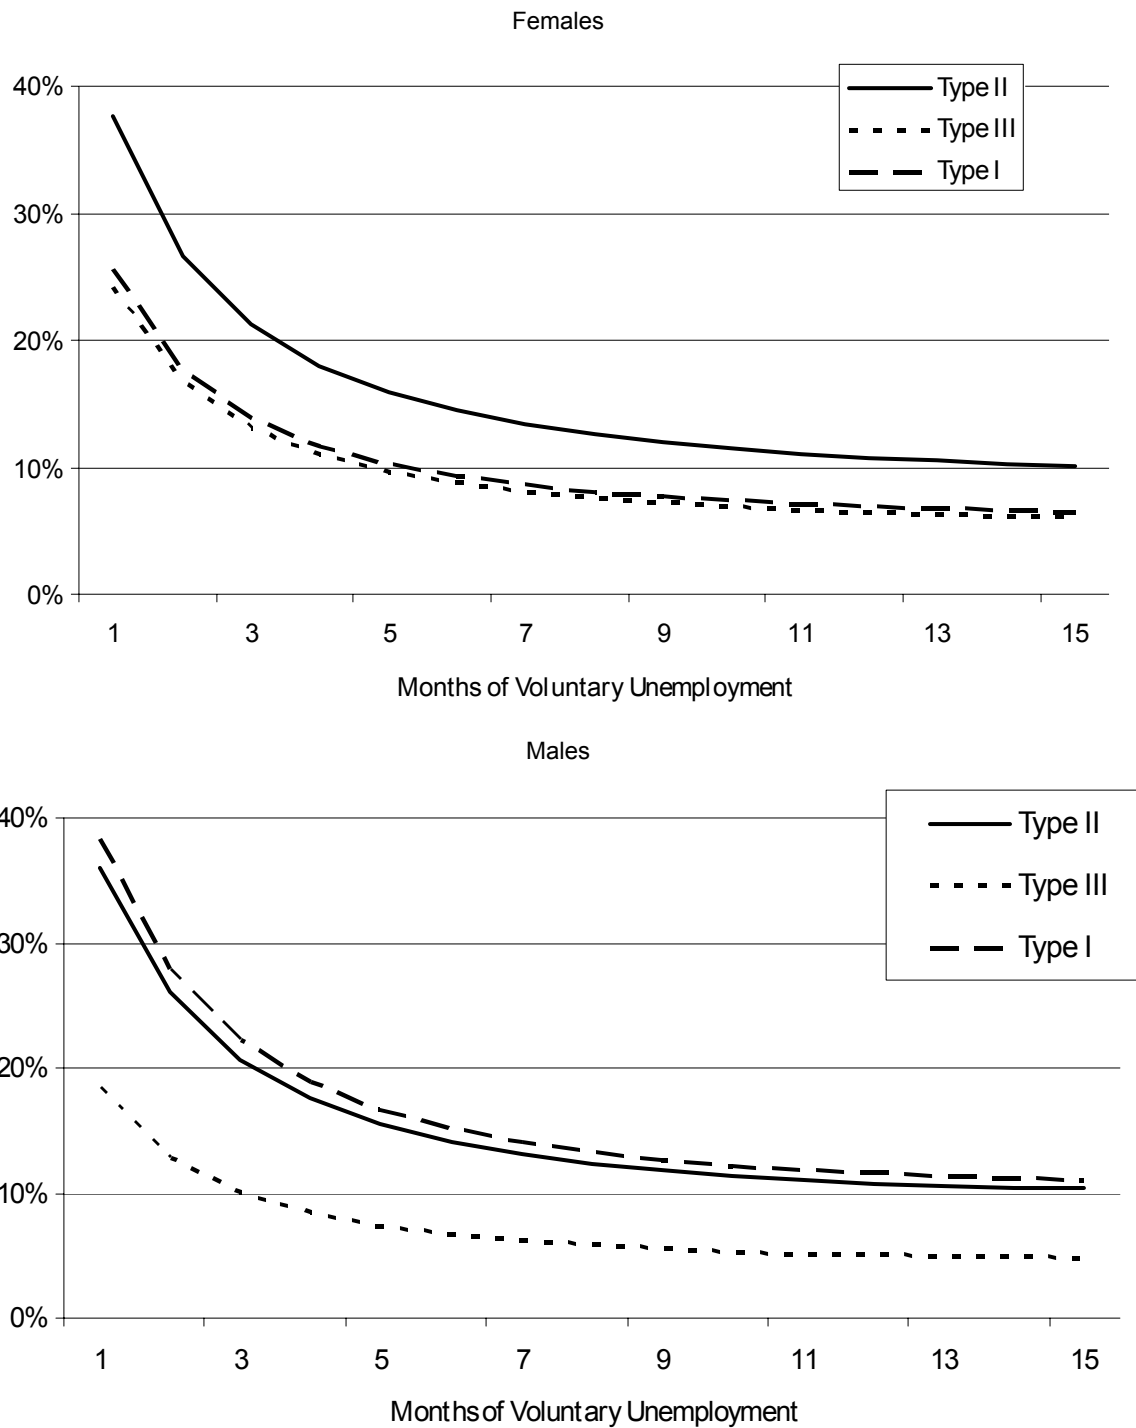 Females
40%
30%
20%
10%
0%
Type II
Type III
Type I
1 3 5 7 9 11 13 15
Months of Voluntary Unemployment
Males
40%
30%
20%
10%
0%
Type II
Type III
Type I
1 3 5 7 9 11 13 15
Months of Voluntary Unemployment